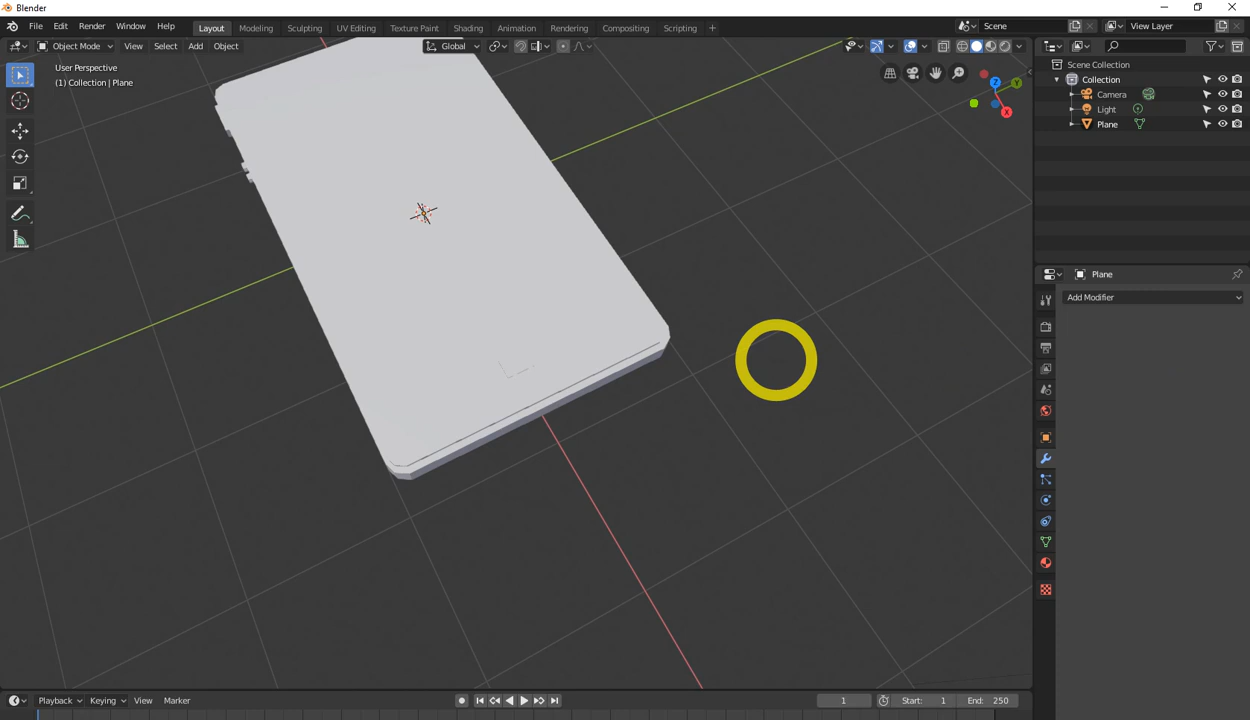 Blender
File Edit Render Window Help
Layout Modeling Sculpting UV Editing Texture Paint Shading Animation Rendering Compositing Scripting +
Scene
View Layer
Object Mode View Select Add Object
Global
User Perspective
(1) Collection | Plane
Z
Y
X
Scene Collection
Collection
Camera
Light
Plane
Plane
Add Modifier
Playback Keying View Marker
1
Start: 1
End: 250